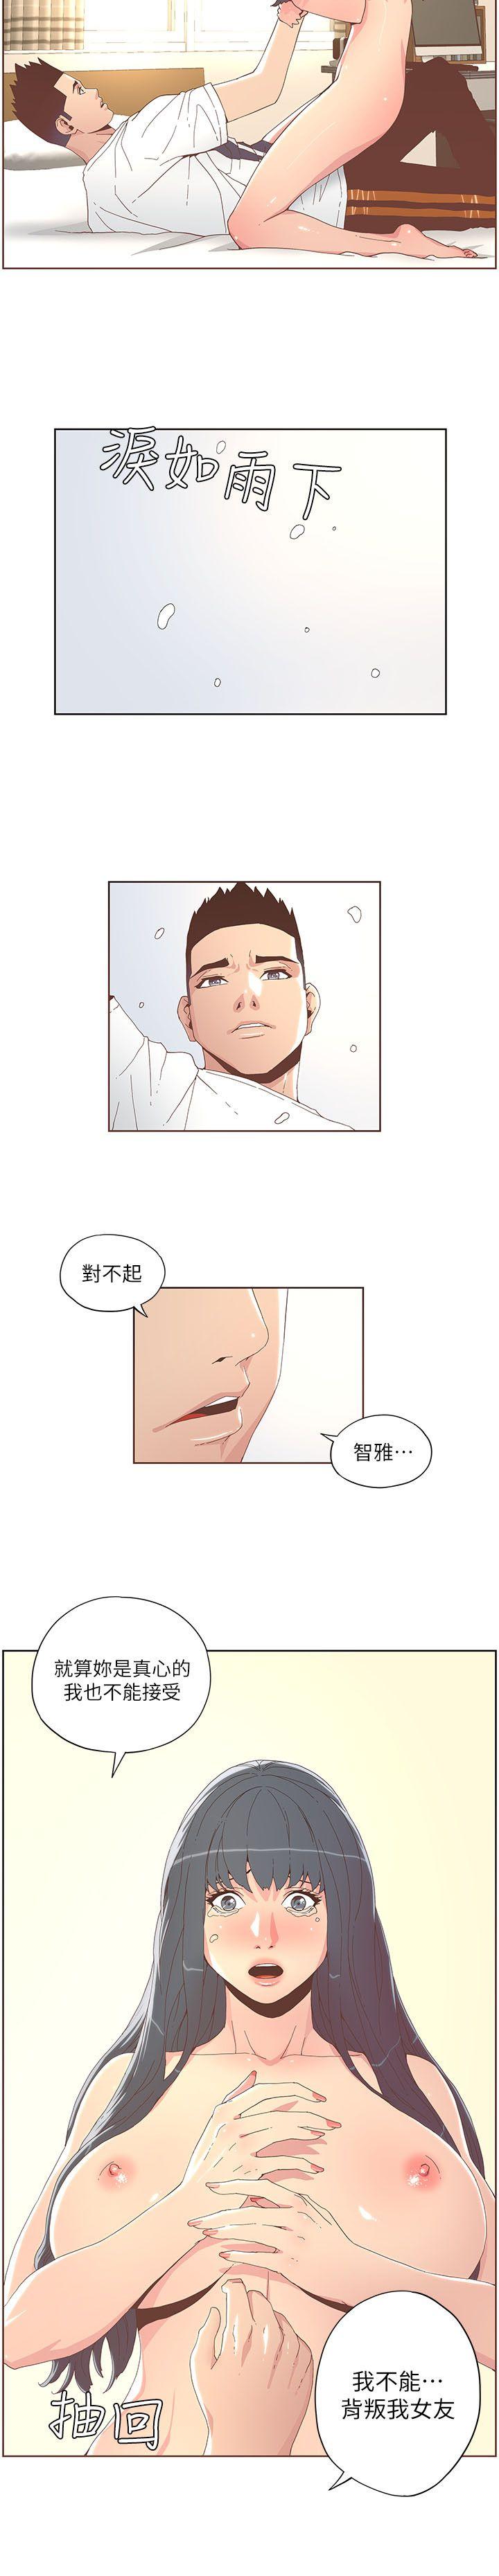 淚如雨下
對不起
智雅…
就算妳是真心的
我也不能接受
我不能…
背叛我女友
抽回